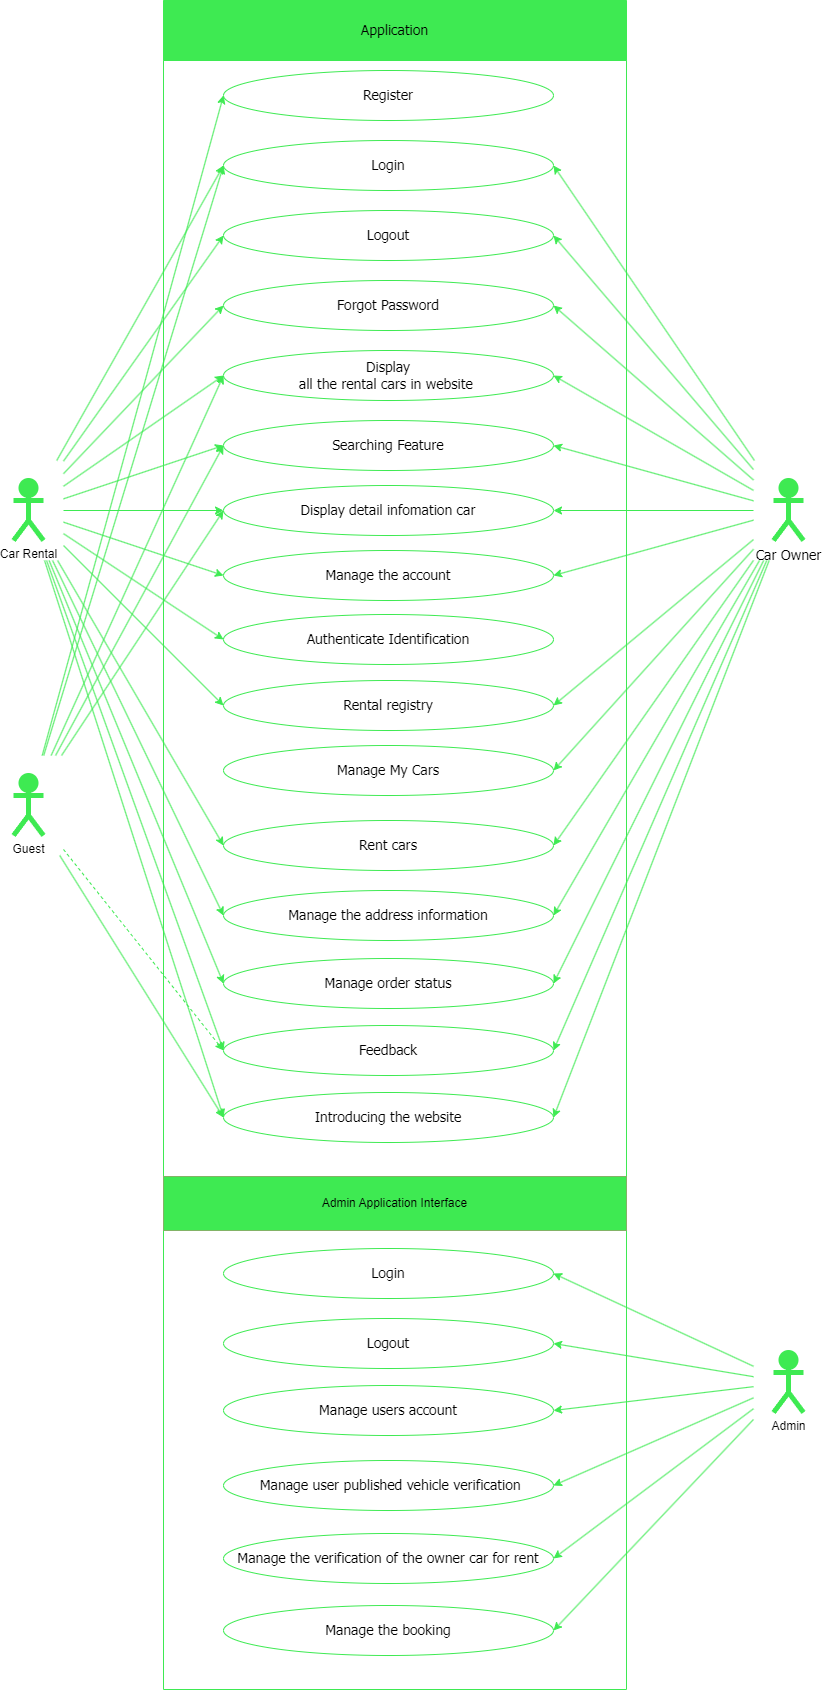 Application
Register
Login
Logout
Forgot Password
Display
all the rental cars in website
Searching Feature
Display detail infomation car
Car Rental
Car Owner
Manage the account
Authenticate Identification
Rental registry
Manage My Cars
Guest
Rent cars
Manage the address information
Manage order status
Feedback
Introducing the website
Admin Application Interface
Login
Logout
Manage users account
Admin
Manage user published vehicle verification
Manage the verification of the owner car for rent
Manage the booking